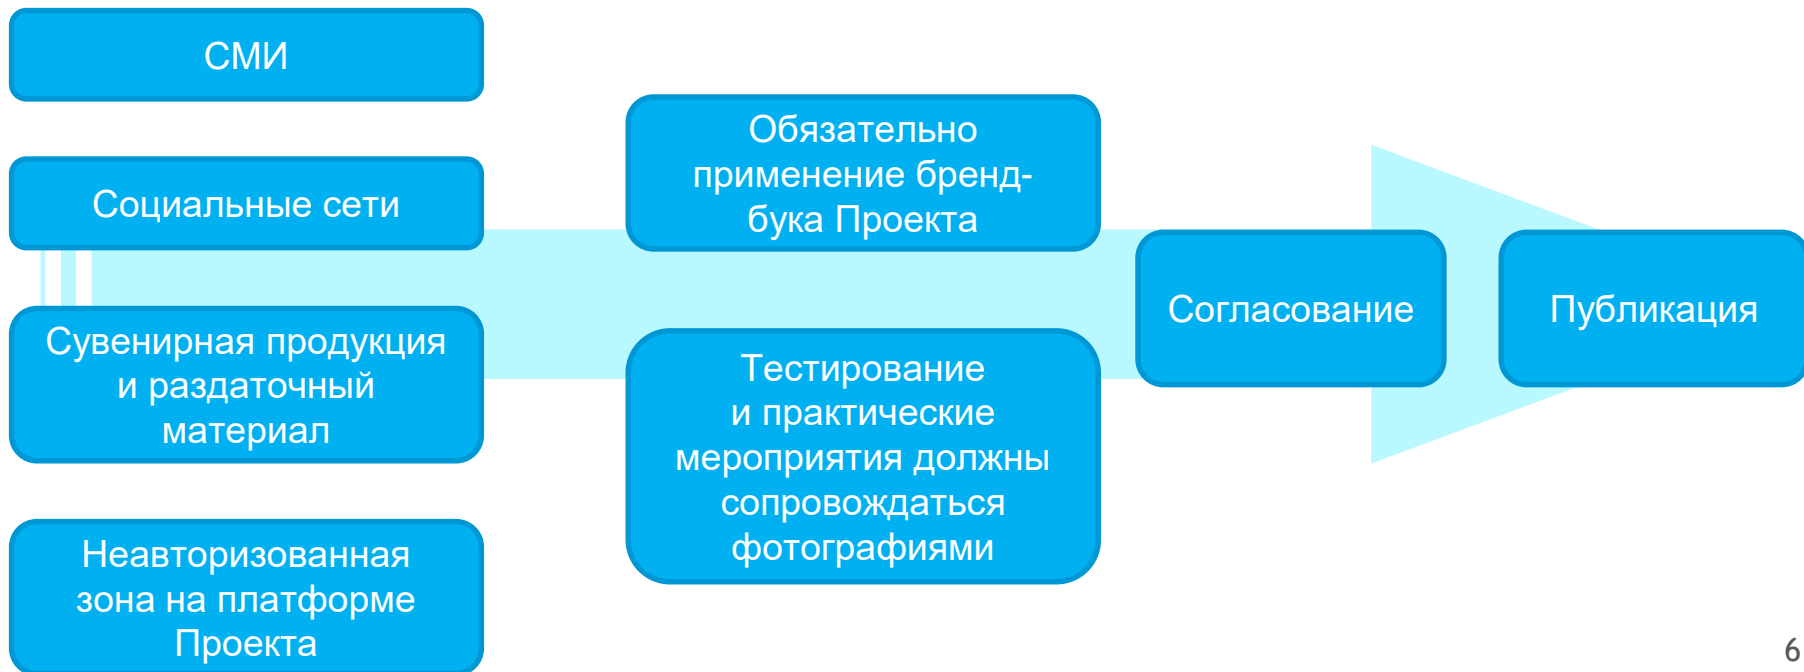 СМИ
Социальные сети
Сувенирная продукция
и раздаточный
материал
Неавторизованная
зона на платформе
Проекта
Обязательно
применение бренд-
бука Проекта
Тестирование
и практические
мероприятия должны
сопровождаться
фотографиями
Согласование
Публикация
6